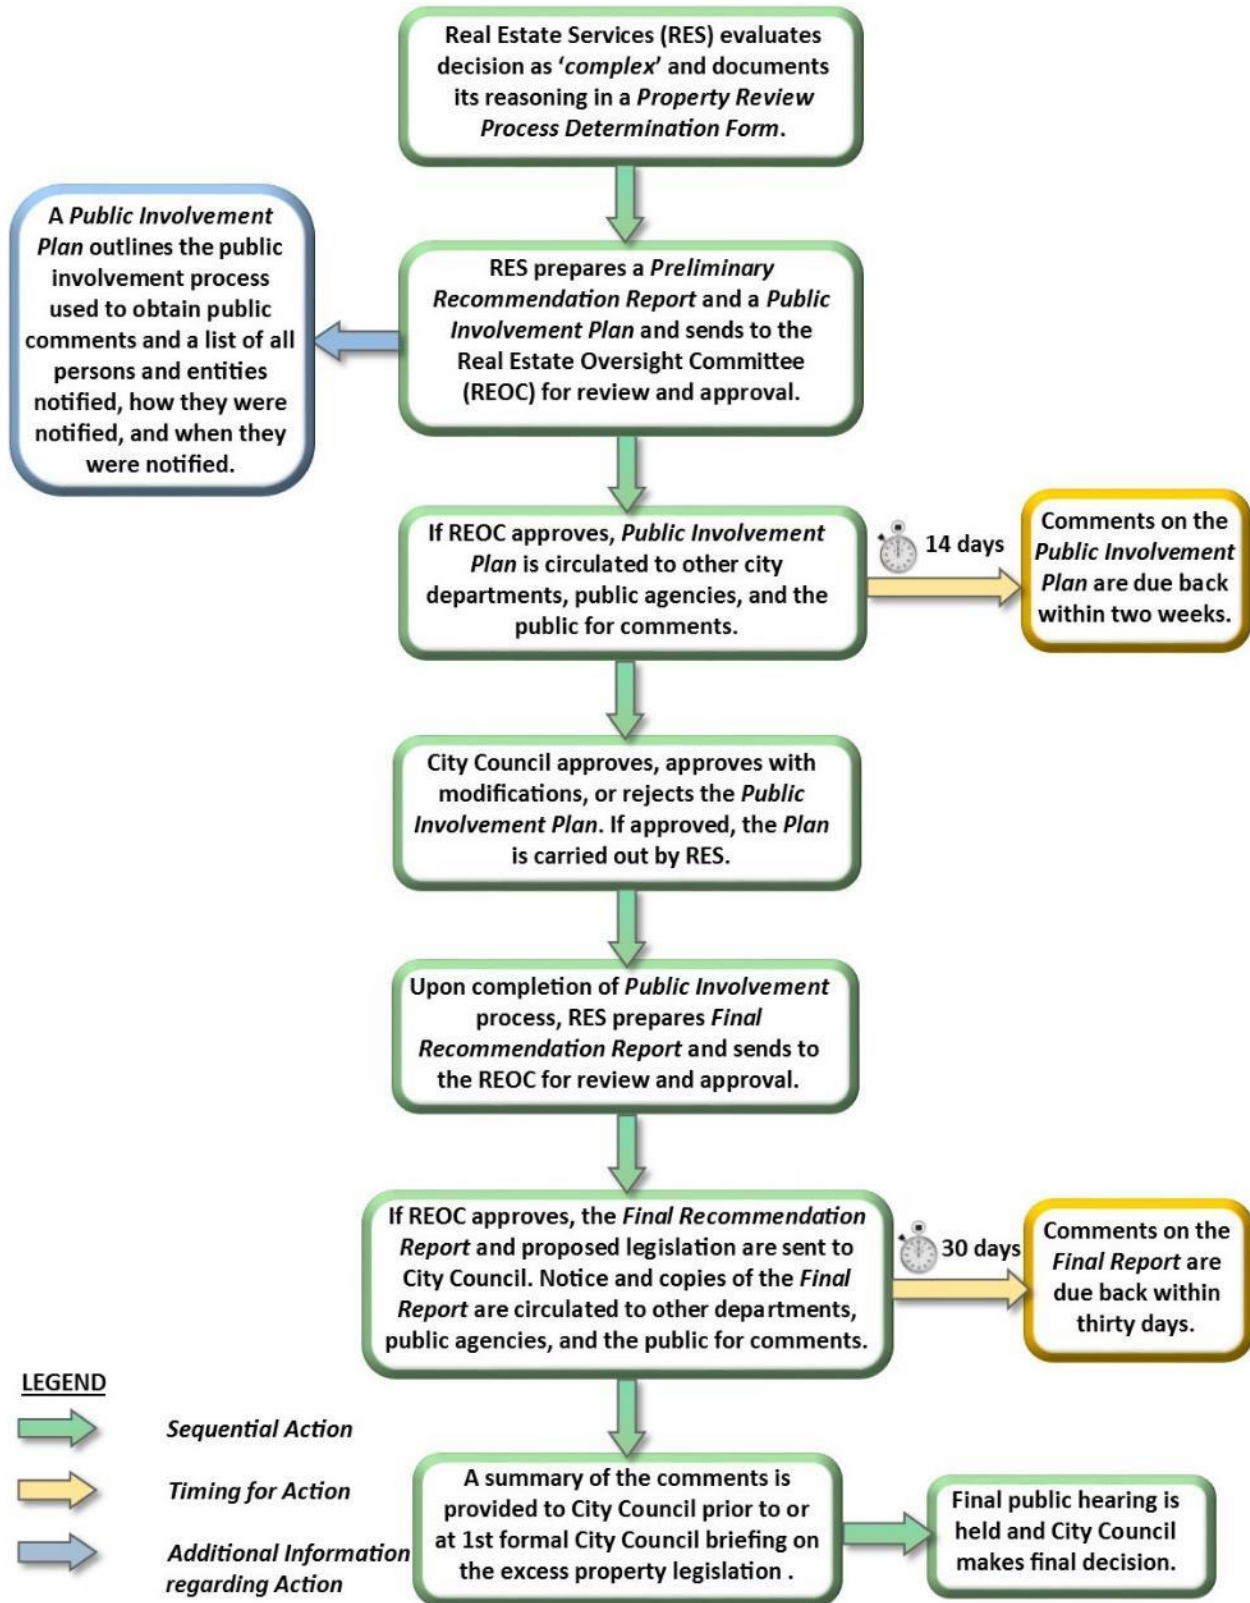 Real Estate Services (RES) evaluates
decision as ‘complex’ and documents
its reasoning in a Property Review
Process Determination Form.
A Public Involvement
Plan outlines the public
involvement process
used to obtain public
comments and a list of all
persons and entities
notified, how they were
notified, and when they
were notified.
RES prepares a Preliminary
Recommendation Report and a Public
Involvement Plan and sends to the
Real Estate Oversight Committee
(REOC) for review and approval.
If REOC approves, Public Involvement
Plan is circulated to other city
departments, public agencies, and the
public for comments.
14 days
Comments on the
Public Involvement
Plan are due back
within two weeks.
City Council approves, approves with
modifications, or rejects the Public
Involvement Plan. If approved, the Plan
is carried out by RES.
Upon completion of Public Involvement
process, RES prepares Final
Recommendation Report and sends to
the REOC for review and approval.
If REOC approves, the Final Recommendation
Report and proposed legislation are sent to
City Council. Notice and copies of the Final
Report are circulated to other departments,
public agencies, and the public for comments.
30 days
Comments on the
Final Report are
due back within
thirty days.
LEGEND
Sequential Action
Timing for Action
Additional Information
regarding Action
A summary of the comments is
provided to City Council prior to or
at 1st formal City Council briefing on
the excess property legislation .
Final public hearing is
held and City Council
makes final decision.